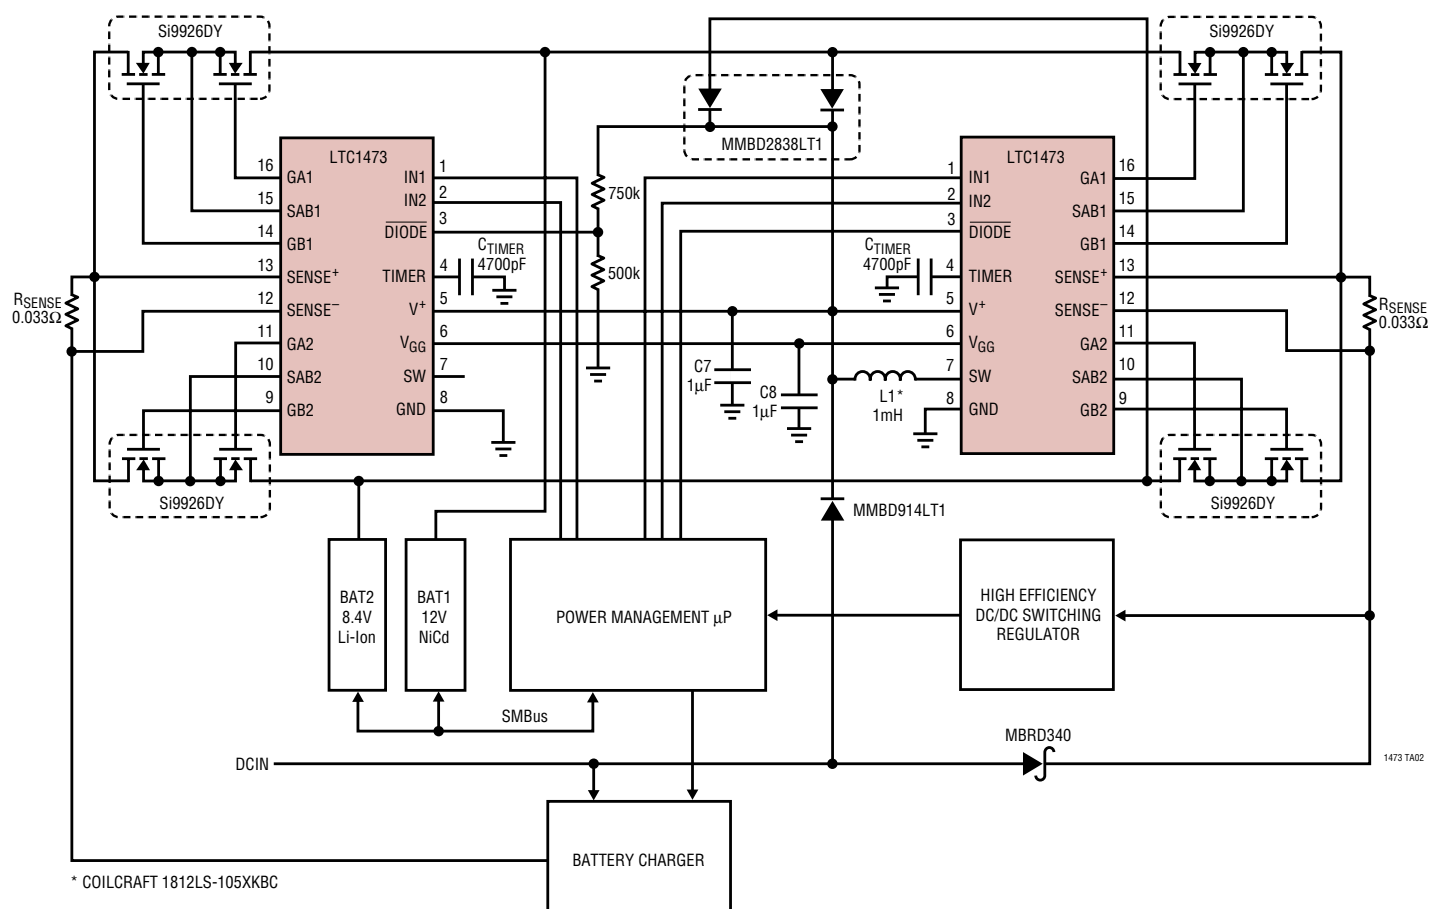 Si9926DY
Si9926DY
MMBD2838LT1
LTC1473
16 GA1
15 SAB1
14 GB1
13 SENSE+
12 SENSE−
11 GA2
10 SAB2
9 GB2
IN1 1
IN2 2
DIODE 3
TIMER 4
V+ 5
VGG 6
SW 7
GND 8
RSENSE
0.033Ω
CTIMER
4700pF
750k
500k
C7
1µF
C8
1µF
L1*
1mH
CTIMER
4700pF
LTC1473
1 IN1
2 IN2
3 DIODE
4 TIMER
5 V+
6 VGG
7 SW
8 GND
GA1 16
SAB1 15
GB1 14
SENSE+ 13
SENSE− 12
GA2 11
SAB2 10
GB2 9
RSENSE
0.033Ω
Si9926DY
Si9926DY
MMBD914LT1
BAT2
8.4V
Li-Ion
BAT1
12V
NiCd
POWER MANAGEMENT µP
HIGH EFFICIENCY
DC/DC SWITCHING
REGULATOR
SMBus
MBRD340
DCIN
1473 TA02
BATTERY CHARGER
* COILCRAFT 1812LS-105XKBC